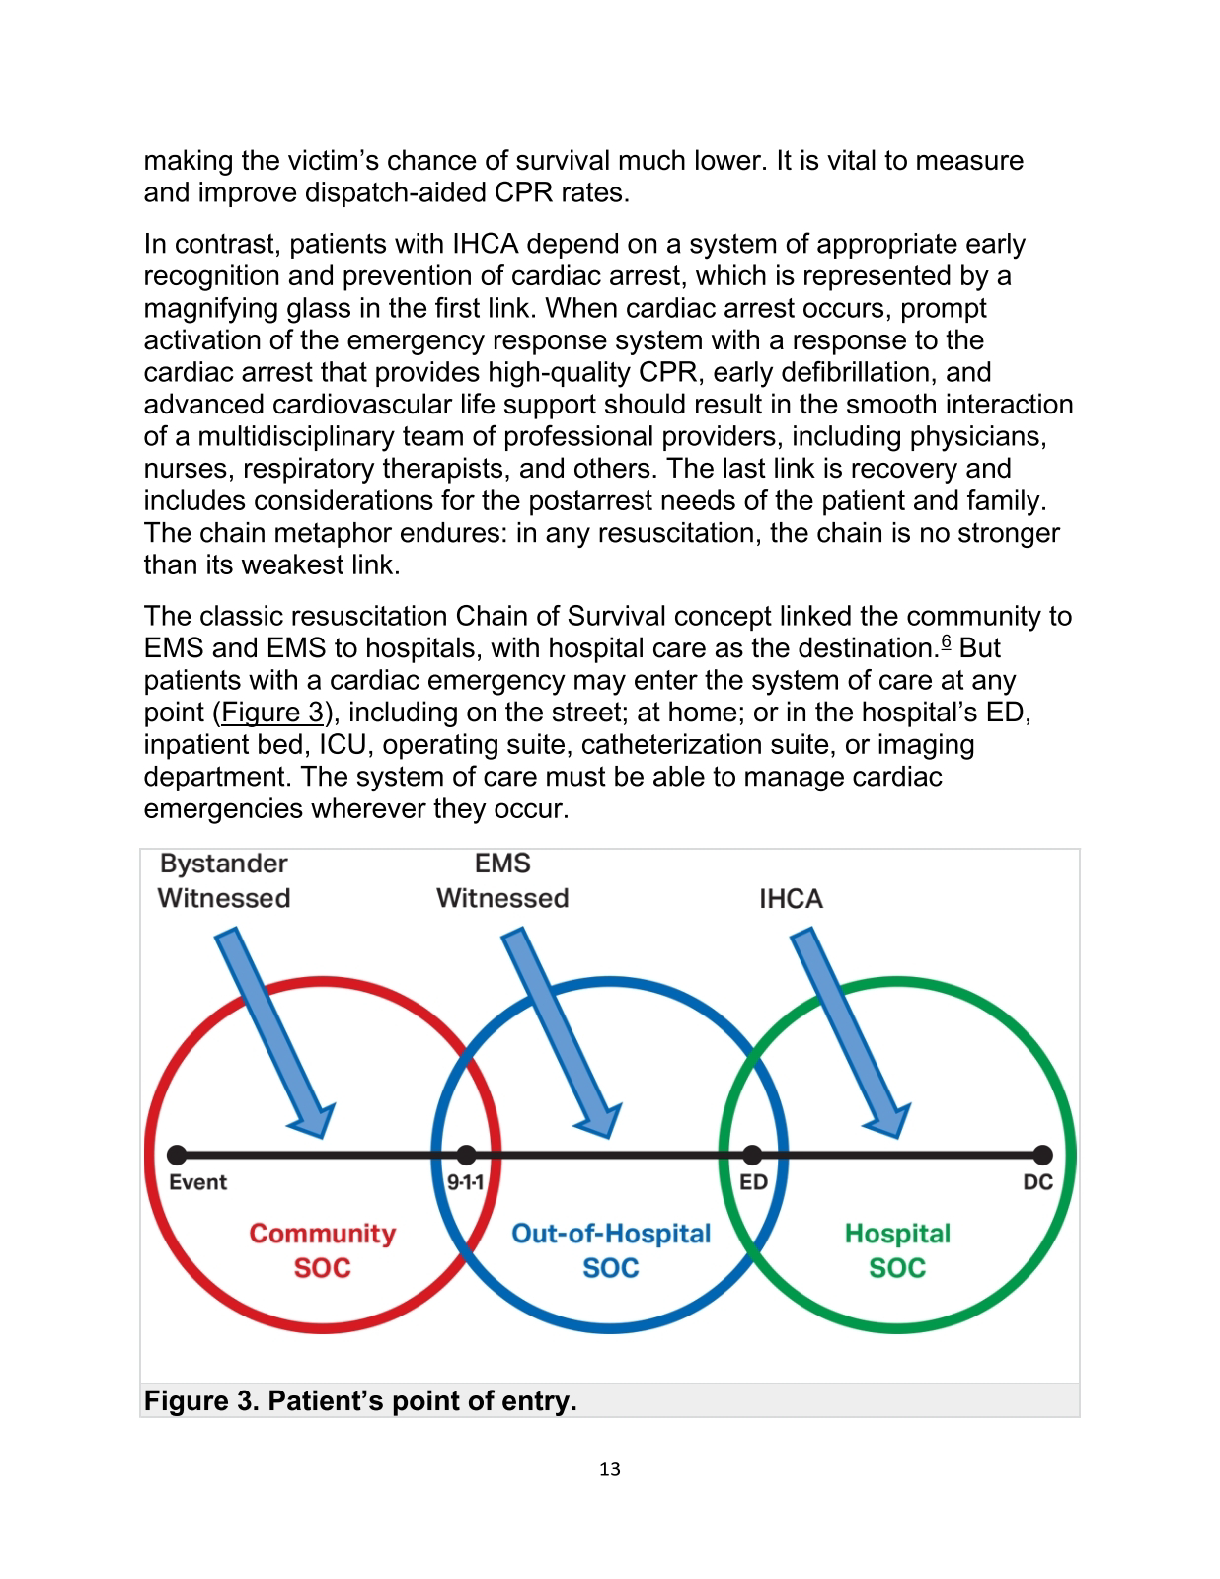 making the victim’s chance of survival much lower. It is vital to measure
and improve dispatch-aided CPR rates.
In contrast, patients with IHCA depend on a system of appropriate early
recognition and prevention of cardiac arrest, which is represented by a
magnifying glass in the first link. When cardiac arrest occurs, prompt
activation of the emergency response system with a response to the
cardiac arrest that provides high-quality CPR, early defibrillation, and
advanced cardiovascular life support should result in the smooth interaction
of a multidisciplinary team of professional providers, including physicians,
nurses, respiratory therapists, and others. The last link is recovery and
includes considerations for the postarrest needs of the patient and family.
The chain metaphor endures: in any resuscitation, the chain is no stronger
than its weakest link.
The classic resuscitation Chain of Survival concept linked the community to
EMS and EMS to hospitals, with hospital care as the destination.6 But
patients with a cardiac emergency may enter the system of care at any
point (Figure 3), including on the street; at home; or in the hospital’s ED,
inpatient bed, ICU, operating suite, catheterization suite, or imaging
department. The system of care must be able to manage cardiac
emergencies wherever they occur.
Bystander
Witnessed
EMS
Witnessed
IHCA
Event
9-1-1
ED
DC
Community
SOC
Out-of-Hospital
SOC
Hospital
SOC
Figure 3. Patient’s point of entry.
13